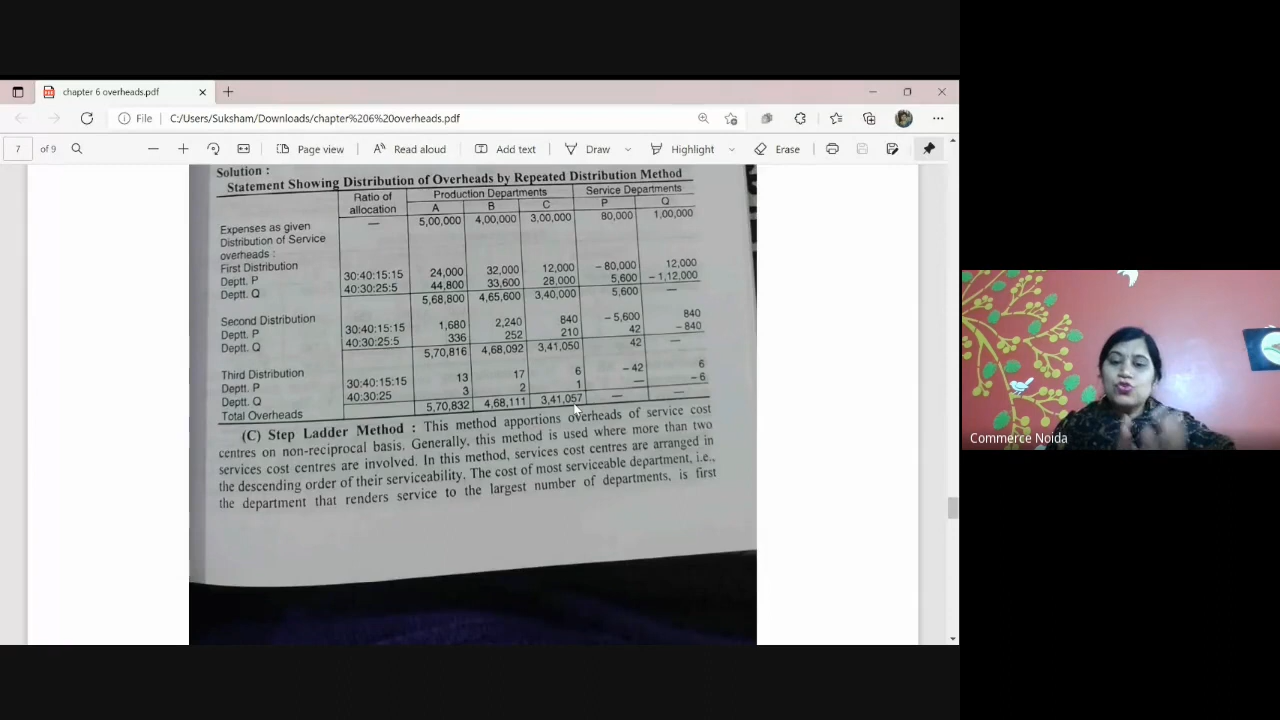 chapter 6 overheads.pdf
File C:/Users/Suksham/Downloads/chapter%206%20overheads.pdf
7 of 9 Page view Read aloud Add text Draw Highlight Erase
Solution :
Statement Showing Distribution of Overheads by Repeated Distribution Method
Ratio of allocation Production Departments Service Departments
A B C P Q
Expenses as given — 5,00,000 4,00,000 3,00,000 80,000 1,00,000
Distribution of Service
overheads :
First Distribution
Deptt. P 30:40:15:15 24,000 32,000 12,000 – 80,000 12,000
Deptt. Q 40:30:25:5 44,800 33,600 28,000 5,600 – 1,12,000
5,68,800 4,65,600 3,40,000 5,600 —
Second Distribution
Deptt. P 30:40:15:15 1,680 2,240 840 – 5,600 840
Deptt. Q 40:30:25:5 336 252 210 42 – 840
5,70,816 4,68,092 3,41,050 42 —
Third Distribution
Deptt. P 30:40:15:15 13 17 6 – 42 6
Deptt. Q 40:30:25 3 2 1 — – 6
Total Overheads 5,70,832 4,68,111 3,41,057 — —
(C) Step Ladder Method : This method apportions overheads of service cost
centres on non-reciprocal basis. Generally, this method is used where more than two
services cost centres are involved. In this method, services cost centres are arranged in
the descending order of their serviceability. The cost of most serviceable department, i.e.,
the department that renders service to the largest number of departments, is first
Commerce Noida